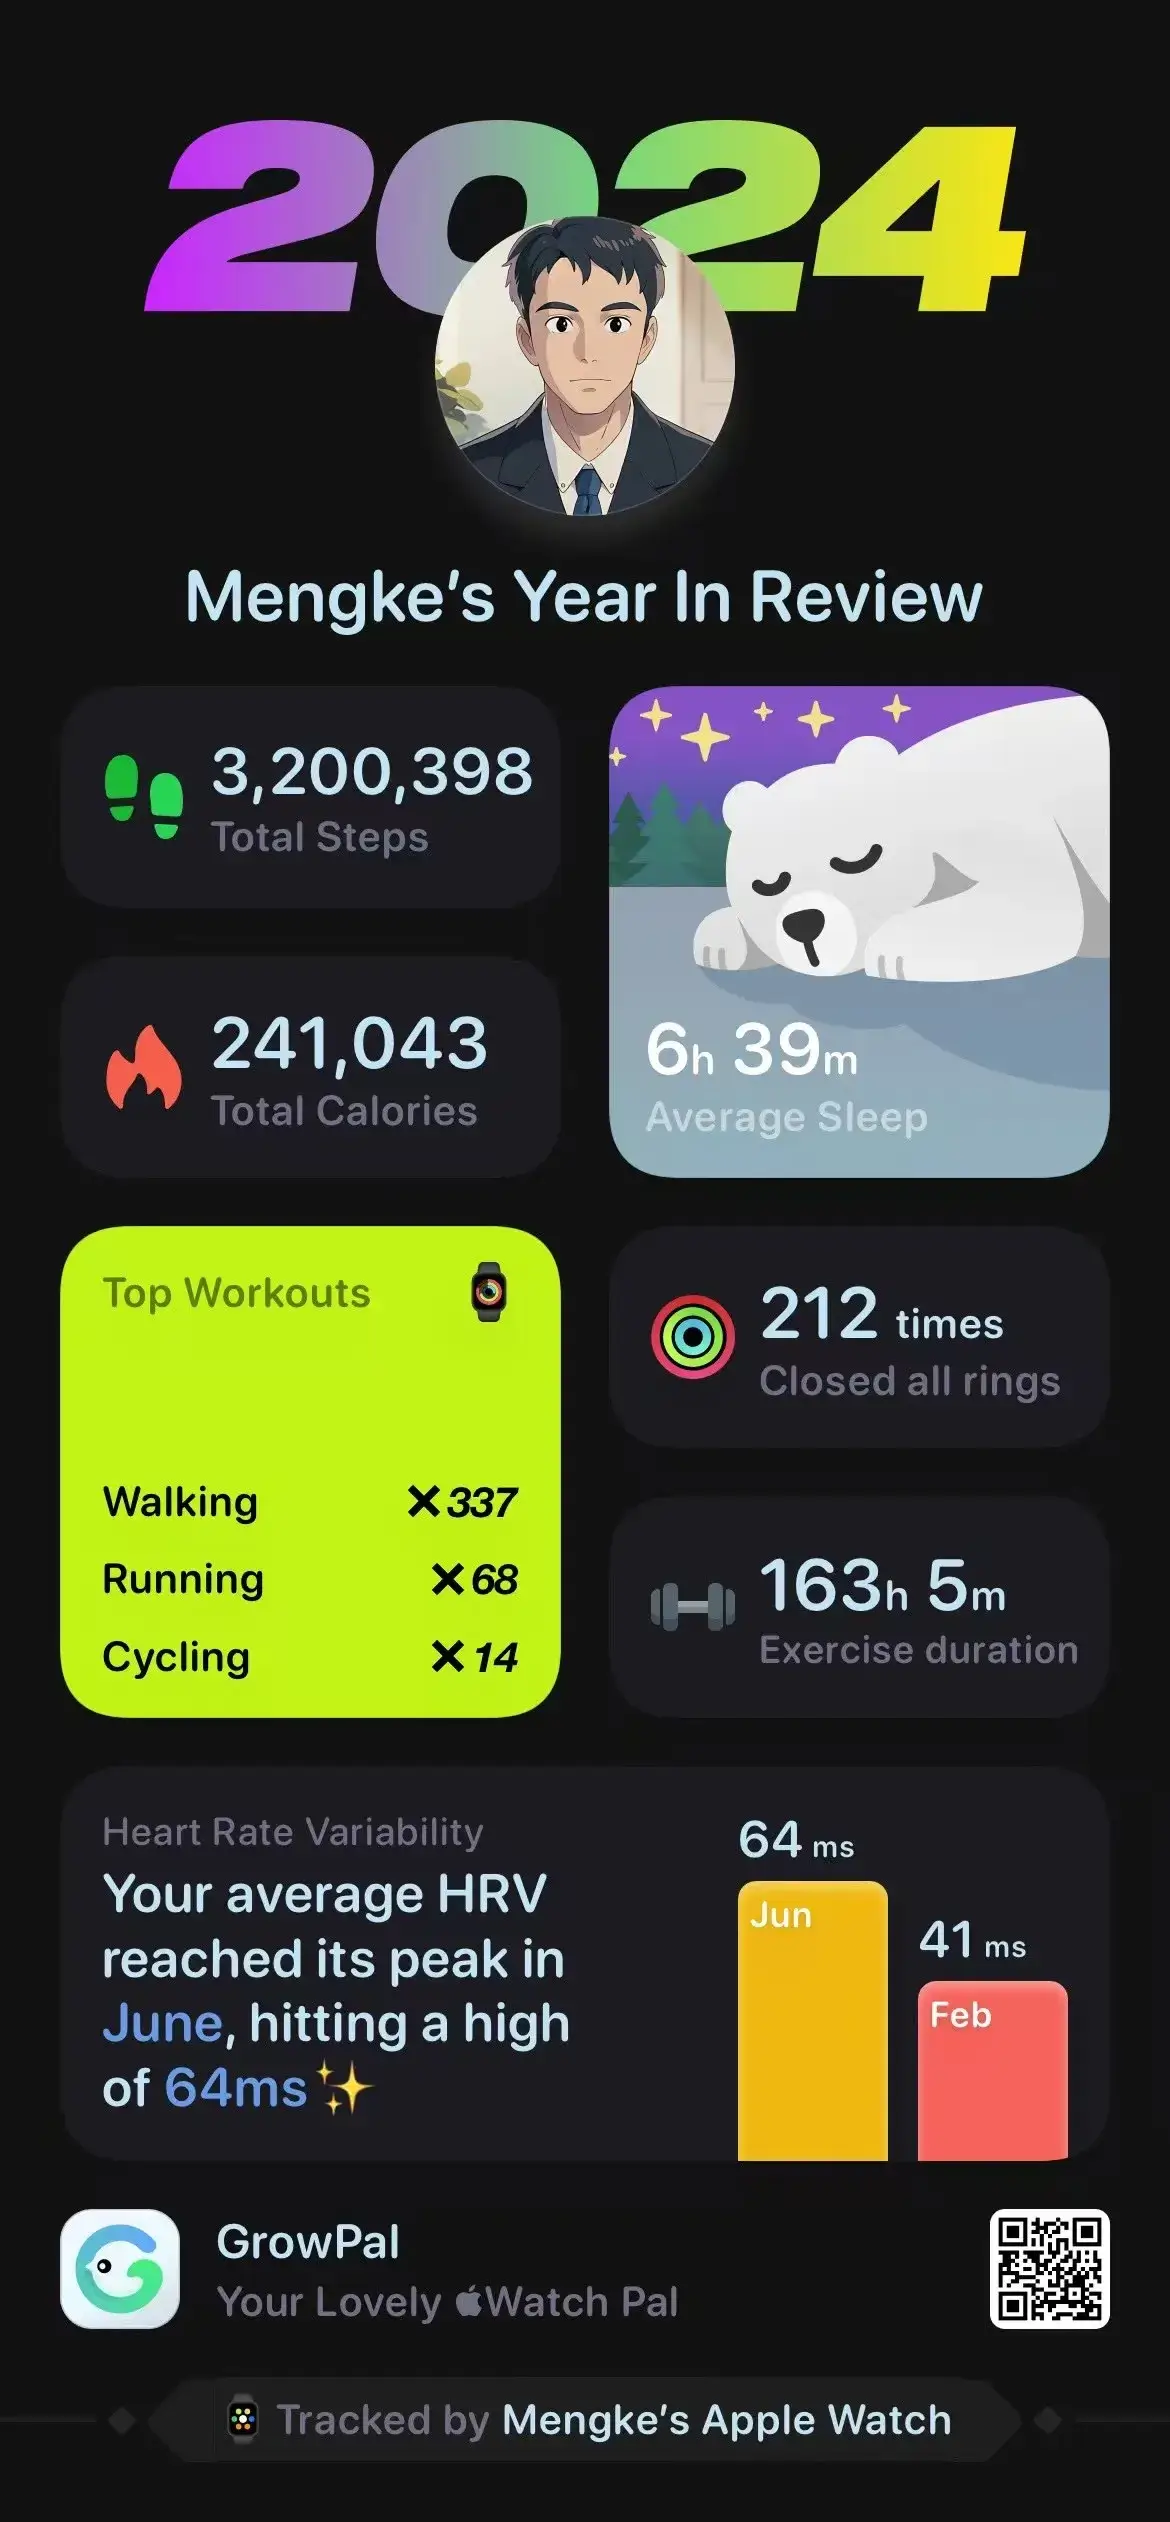 2024
Mengke's Year In Review
3,200,398
Total Steps
241,043
Total Calories
6h 39m
Average Sleep
Top Workouts
Walking ×337
Running ×68
Cycling ×14
212 times
Closed all rings
163h 5m
Exercise duration
Heart Rate Variability
Your average HRV
reached its peak in
June, hitting a high
of 64ms✨
64 ms
Jun
41 ms
Feb
GrowPal
Your Lovely Watch Pal
Tracked by Mengke's Apple Watch